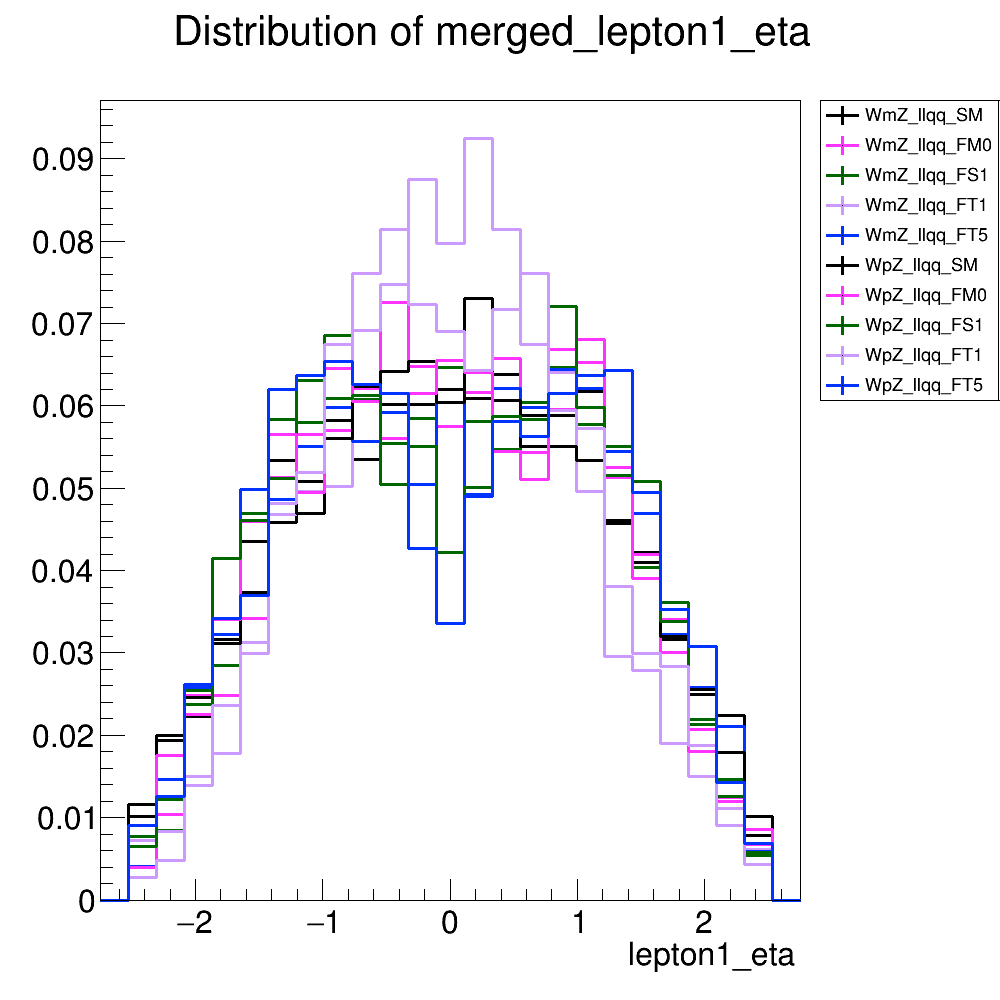 Distribution of merged_lepton1_eta
WmZ_llqq_SM
WmZ_llqq_FM0
WmZ_llqq_FS1
WmZ_llqq_FT1
WmZ_llqq_FT5
WpZ_llqq_SM
WpZ_llqq_FM0
WpZ_llqq_FS1
WpZ_llqq_FT1
WpZ_llqq_FT5
0.09
0.08
0.07
0.06
0.05
0.04
0.03
0.02
0.01
0
−2 −1 0 1 2
lepton1_eta